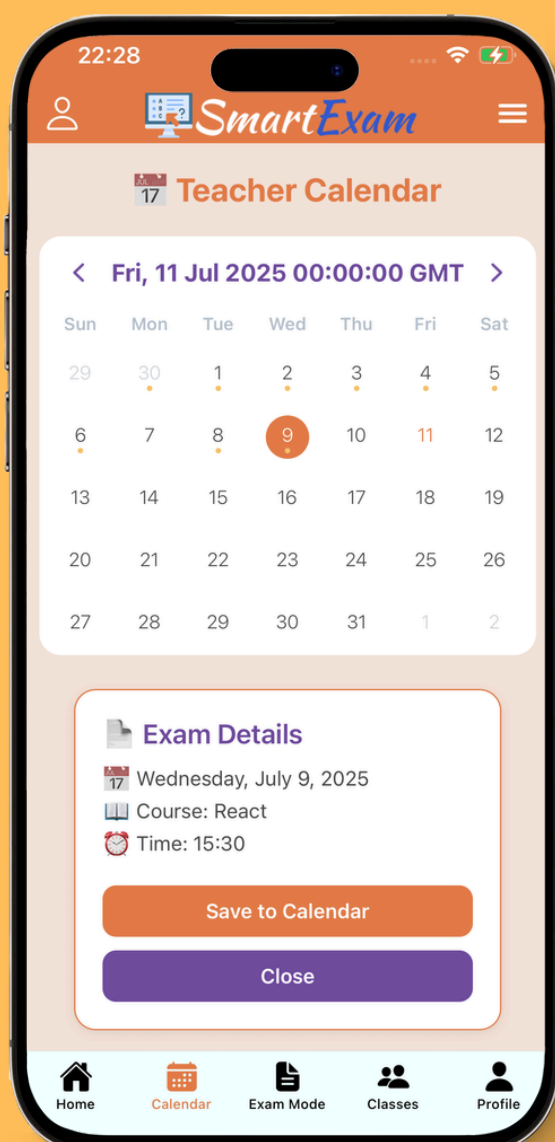 22:28
SmartExam
JUL 17 Teacher Calendar
Fri, 11 Jul 2025 00:00:00 GMT
Sun Mon Tue Wed Thu Fri Sat
29 30 1 2 3 4 5
6 7 8 9 10 11 12
13 14 15 16 17 18 19
20 21 22 23 24 25 26
27 28 29 30 31 1 2
Exam Details
17 Wednesday, July 9, 2025
Course: React
Time: 15:30
Save to Calendar
Close
Home Calendar Exam Mode Classes Profile